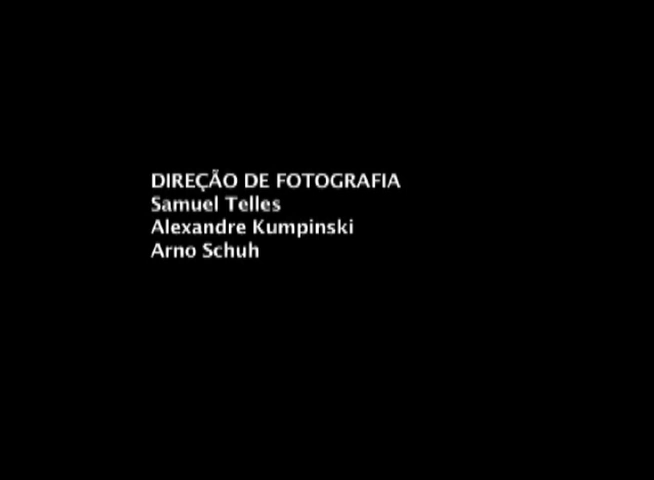 DIREÇÃO DE FOTOGRAFIA
Samuel Telles
Alexandre Kumpinski
Arno Schuh